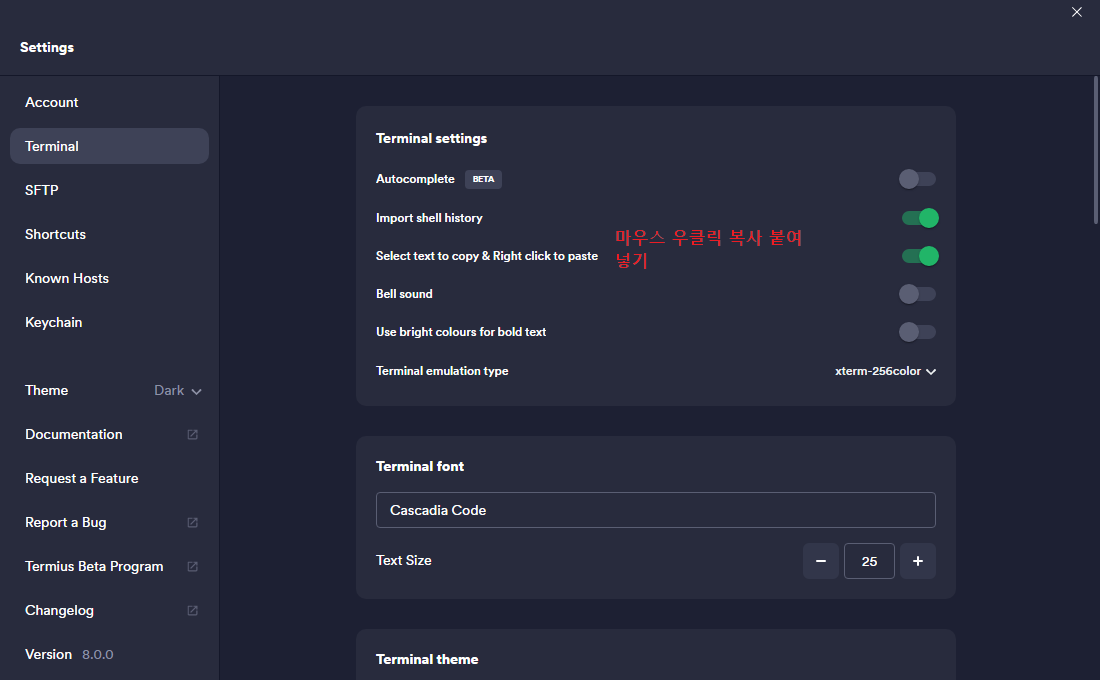 Settings
Account
Terminal
SFTP
Shortcuts
Known Hosts
Keychain
Theme Dark
Documentation
Request a Feature
Report a Bug
Termius Beta Program
Changelog
Version 8.0.0
Terminal settings
Autocomplete BETA
Import shell history
Select text to copy & Right click to paste
마우스 우클릭 복사 붙여
넣기
Bell sound
Use bright colours for bold text
Terminal emulation type xterm-256color
Terminal font
Cascadia Code
Text Size − 25 +
Terminal theme